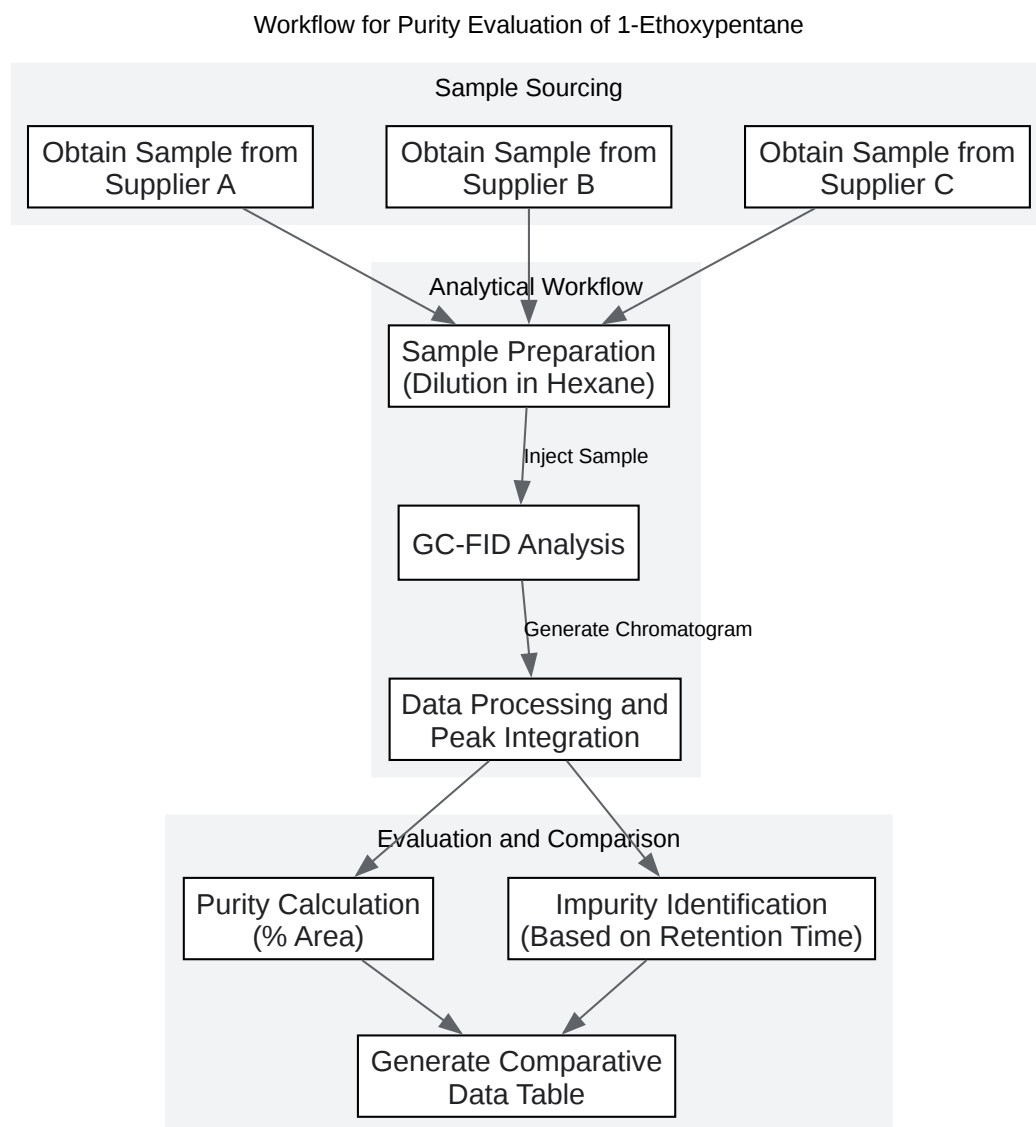 Workflow for Purity Evaluation of 1-Ethoxypentane
Sample Sourcing
Obtain Sample from
Supplier A
Obtain Sample from
Supplier B
Obtain Sample from
Supplier C
Analytical Workflow
Sample Preparation
(Dilution in Hexane)
Inject Sample
GC-FID Analysis
Generate Chromatogram
Data Processing and
Peak Integration
Evaluation and Comparison
Purity Calculation
(% Area)
Impurity Identification
(Based on Retention Time)
Generate Comparative
Data Table